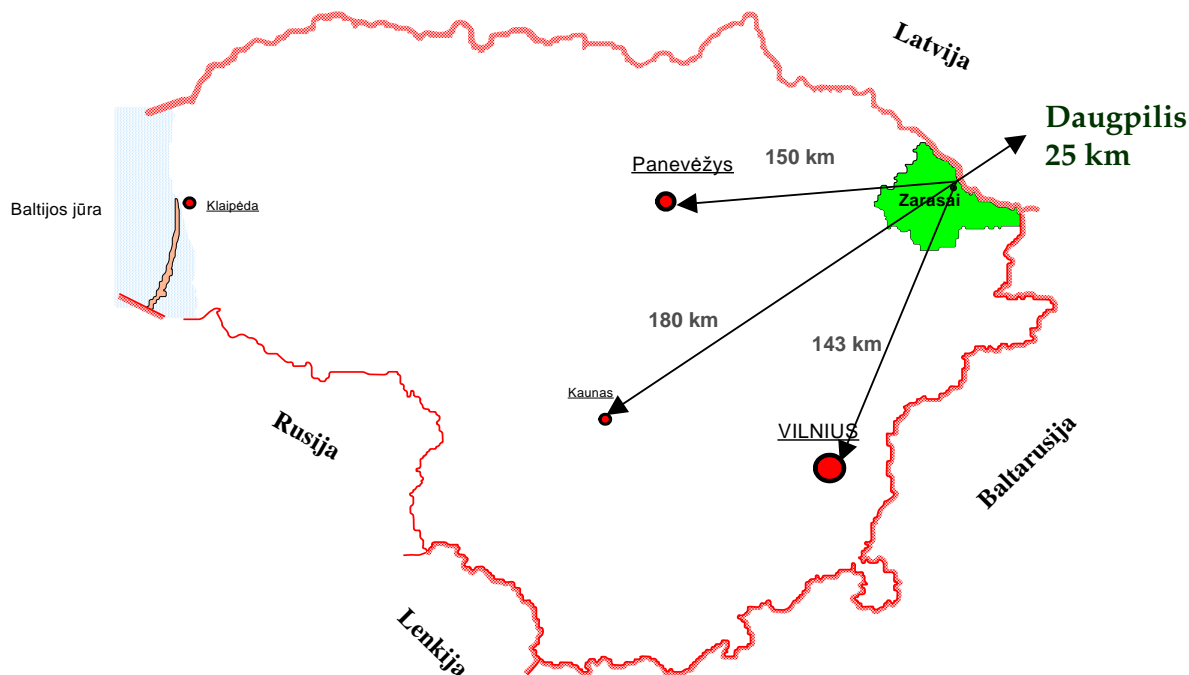 Latvija
Daugpilis
25 km
150 km
Panevėžys
Zarasai
Klaipėda
Baltijos jūra
180 km
143 km
Kaunas
VILNIUS
Rusija
Baltarusija
Lenkija